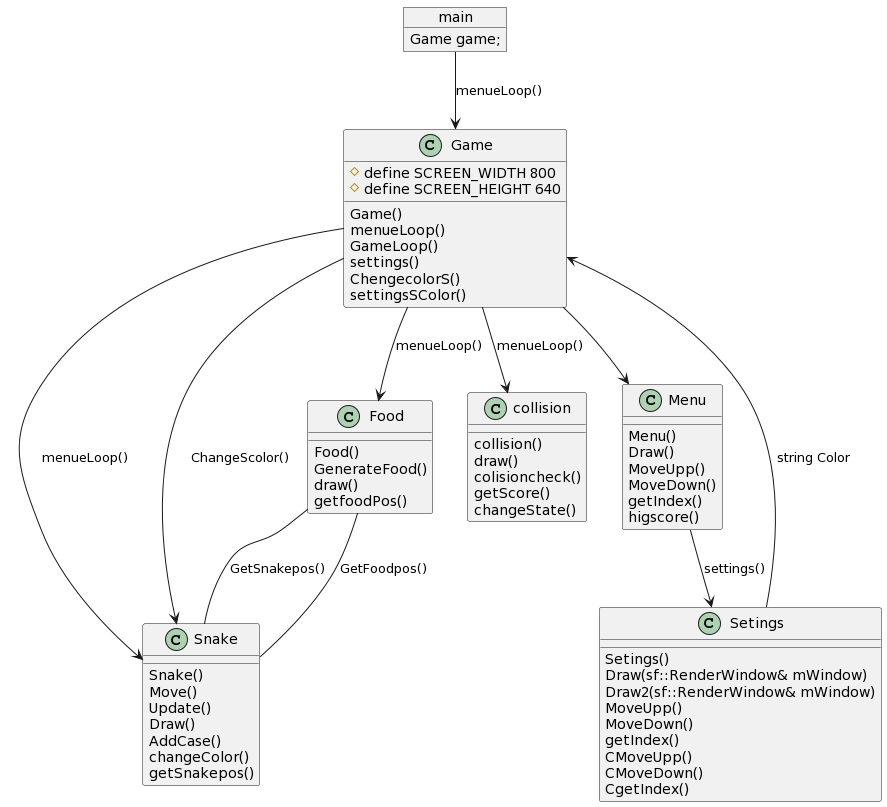 main
Game game;
menueLoop()
C Game
# define SCREEN_WIDTH 800
# define SCREEN_HEIGHT 640
Game()
menueLoop()
GameLoop()
settings()
ChengecolorS()
settingsSColor()
menueLoop()
menueLoop()
C Food
Food()
GenerateFood()
draw()
getfoodPos()
C collision
collision()
draw()
colisioncheck()
getScore()
changeState()
C Menu
Menu()
Draw()
MoveUpp()
MoveDown()
getIndex()
higscore()
menueLoop()
ChangeScolor()
string Color
GetSnakepos()
GetFoodpos()
settings()
C Snake
Snake()
Move()
Update()
Draw()
AddCase()
changeColor()
getSnakepos()
C Setings
Setings()
Draw(sf::RenderWindow& mWindow)
Draw2(sf::RenderWindow& mWindow)
MoveUpp()
MoveDown()
getIndex()
CMoveUpp()
CMoveDown()
CgetIndex()